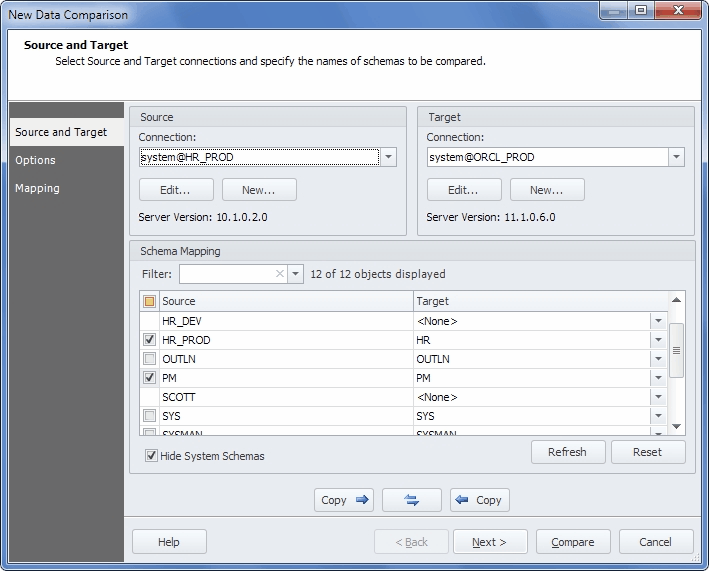 New Data Comparison
Source and Target
Select Source and Target connections and specify the names of schemas to be compared.
Source and Target
Options
Mapping
Source
Connection:
system@HR_PROD
Edit... New...
Server Version: 10.1.0.2.0
Target
Connection:
system@ORCL_PROD
Edit... New...
Server Version: 11.1.0.6.0
Schema Mapping
Filter: 12 of 12 objects displayed
Source Target
HR_DEV <None>
HR_PROD HR
OUTLN OUTLN
PM PM
SCOTT <None>
SYS SYS
SYSMAN SYSMAN
Hide System Schemas Refresh Reset
Copy Copy
Help < Back Next > Compare Cancel